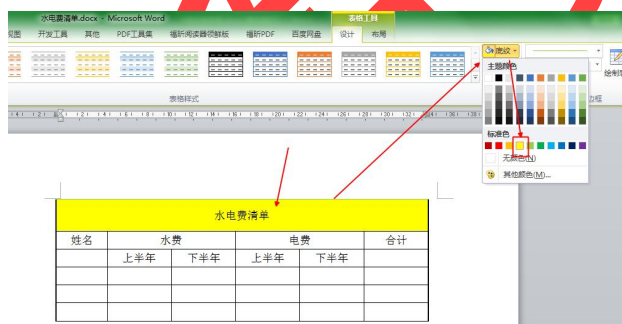 水电费清单.docx - Microsoft Word
表格工具
视图 开发工具 其他 PDF工具集 福昕阅读器领鲜版 福昕PDF 百度网盘 设计 布局
底纹
主题颜色
绘制
表格样式
边框
标准色
无颜色(N)
其他颜色(M)...
水电费清单
姓名 水费 电费 合计
上半年 下半年 上半年 下半年